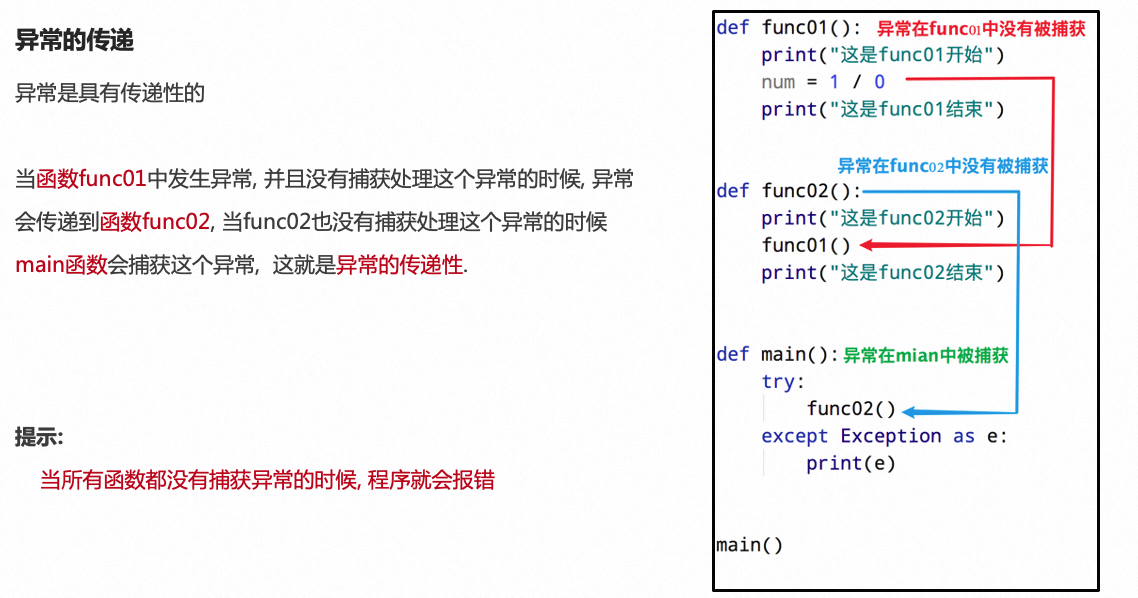 异常的传递
异常是具有传递性的
当函数func01中发生异常, 并且没有捕获处理这个异常的时候, 异常
会传递到函数func02, 当func02也没有捕获处理这个异常的时候
main函数会捕获这个异常,  这就是异常的传递性.
提示:
当所有函数都没有捕获异常的时候, 程序就会报错
def func01(): 异常在func01中没有被捕获
    print("这是func01开始")
    num = 1 / 0
    print("这是func01结束")
异常在func02中没有被捕获
def func02():
    print("这是func02开始")
    func01()
    print("这是func02结束")
def main(): 异常在mian中被捕获
    try:
        func02()
    except Exception as e:
        print(e)
main()